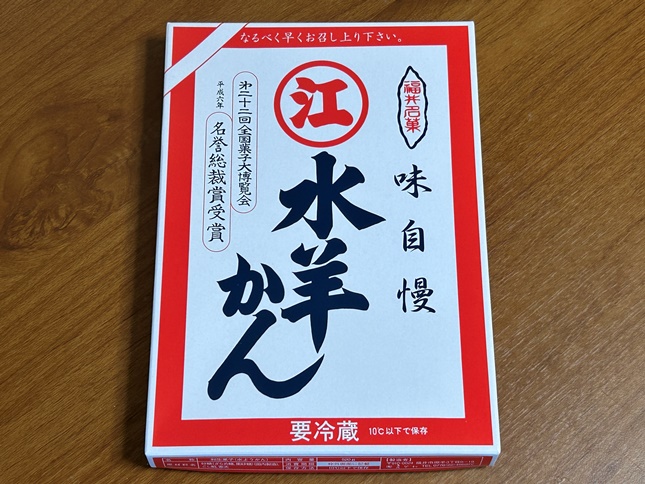 なるべく早くお召し上り下さい。
福井名菓
味自慢
江
水羊かん
第二十二回全国菓子大博覧会
平成六年
名誉総裁賞受賞
要冷蔵 10℃以下で保存